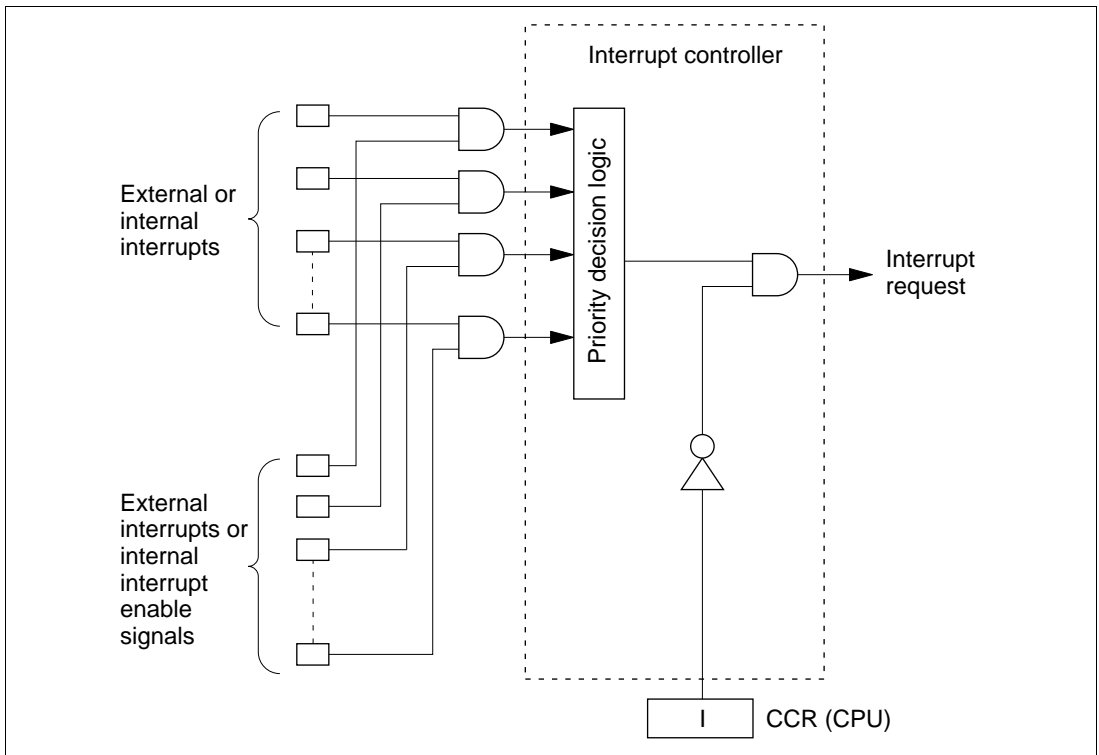 Interrupt controller
External or
internal
interrupts
Priority decision logic
Interrupt
request
External
interrupts or
internal
interrupt
enable
signals
I
CCR (CPU)